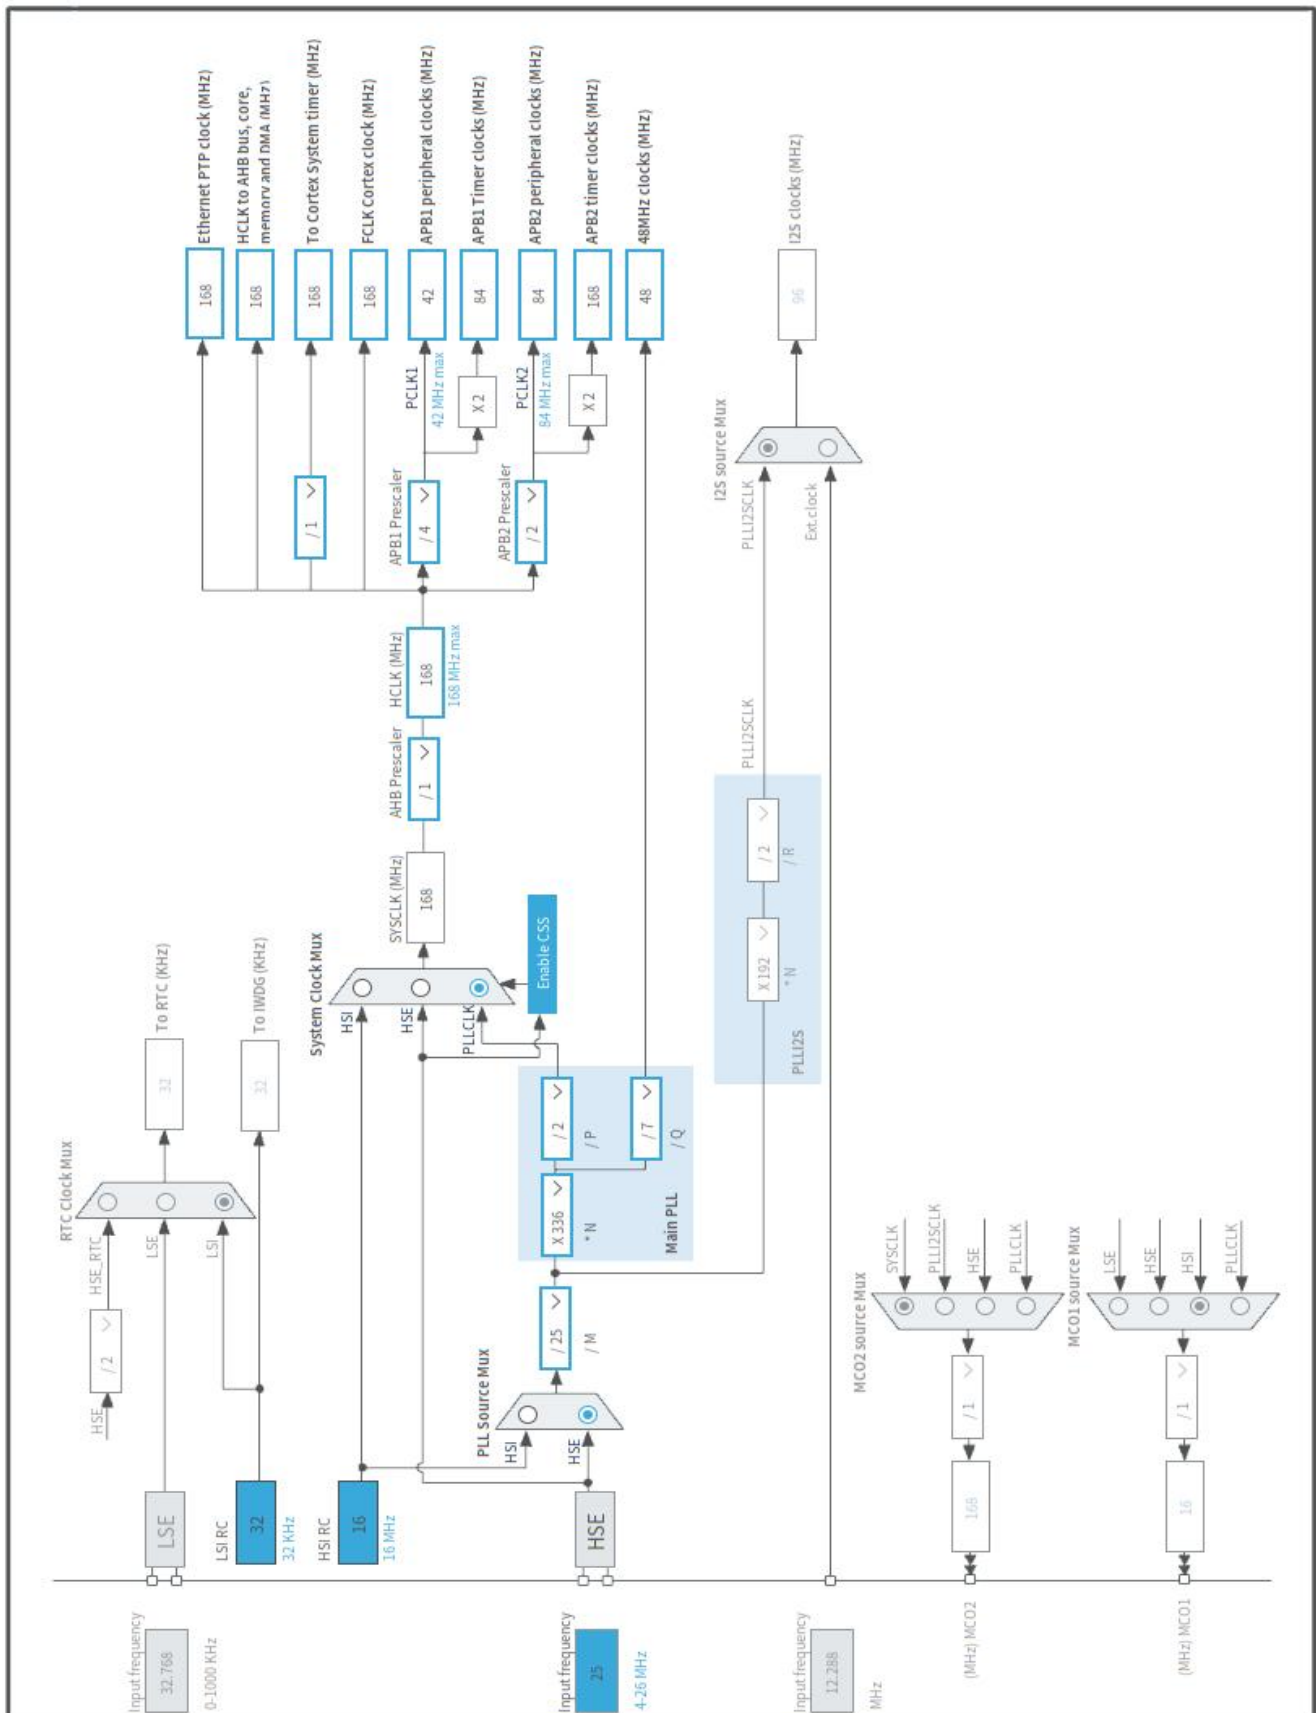 Input frequency
32.768
0-1000 KHz
LSE
LSI RC
32
32 KHz
HSE
/ 2
HSE_RTC
LSE
LSI
RTC Clock Mux
32
To RTC (KHz)
32
To IWDG (KHz)
HSI RC
16
16 MHz
Input frequency
25
4-26 MHz
HSE
PLL Source Mux
HSI
HSE
/ 25
/ M
X 336
* N
/ 2
/ P
/ 7
/ Q
Main PLL
System Clock Mux
HSI
HSE
PLLCLK
Enable CSS
SYSCLK (MHz)
168
AHB Prescaler
/ 1
HCLK (MHz)
168
168 MHz max
/ 1
APB1 Prescaler
/ 4
PCLK1
42 MHz max
X 2
APB2 Prescaler
/ 2
PCLK2
84 MHz max
X 2
168
Ethernet PTP clock (MHz)
168
HCLK to AHB bus, core,
memory and DMA (MHz)
168
To Cortex System timer (MHz)
168
FCLK Cortex clock (MHz)
42
APB1 peripheral clocks (MHz)
84
APB1 Timer clocks (MHz)
84
APB2 peripheral clocks (MHz)
168
APB2 timer clocks (MHz)
48
48MHz clocks (MHz)
X 192
* N
/ 2
/ R
PLLI2S
PLLI2SCLK
PLLI2SCLK
Ext.clock
I2S source Mux
96
I2S clocks (MHz)
Input frequency
12.288
MHz
MCO2 source Mux
SYSCLK
PLLI2SCLK
HSE
PLLCLK
/ 1
168
(MHz) MCO2
MCO1 source Mux
LSE
HSE
HSI
PLLCLK
/ 1
16
(MHz) MCO1